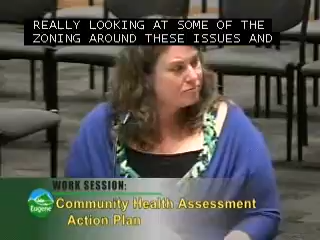 REALLY LOOKING AT SOME OF THE
ZONING AROUND THESE ISSUES AND
WORK SESSION:
Eugene
Community Health Assessment
Action Plan